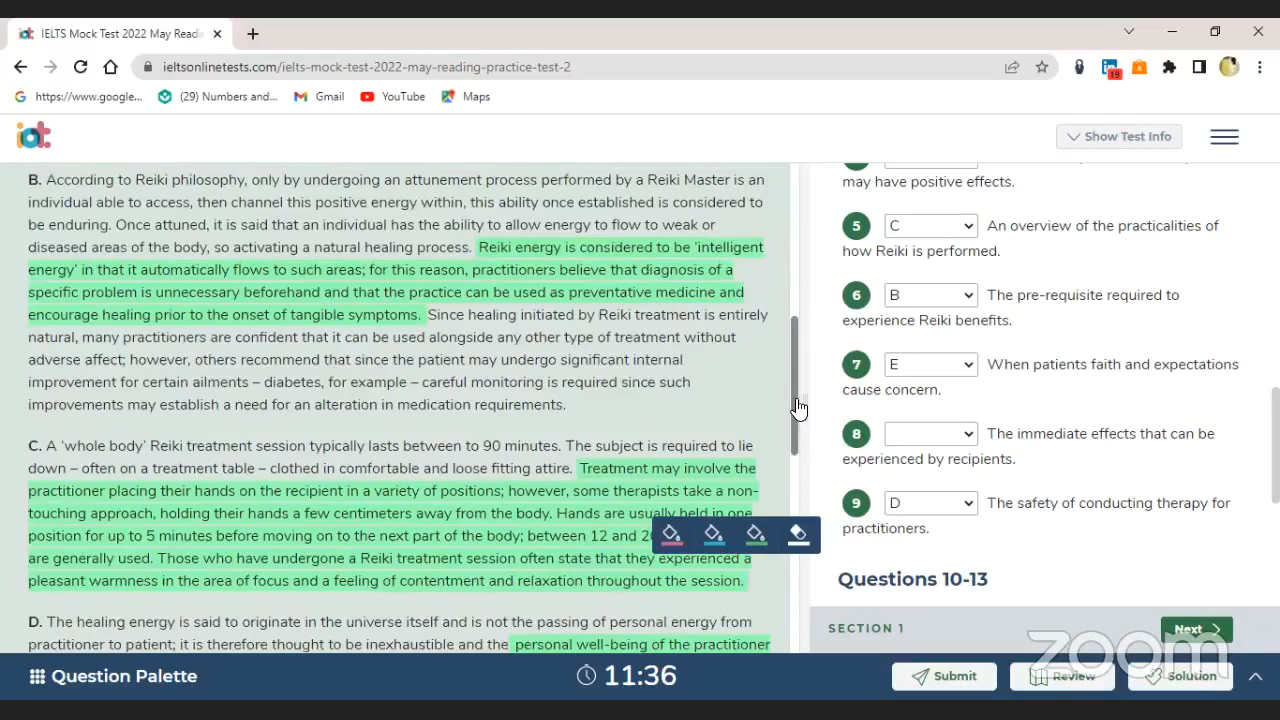 IELTS Mock Test 2022 May Readi
ieltsonlinetests.com/ielts-mock-test-2022-may-reading-practice-test-2
19
https://www.google... (29) Numbers and... Gmail YouTube Maps
iot
Show Test Info
B. According to Reiki philosophy, only by undergoing an attunement process performed by a Reiki Master is an
individual able to access, then channel this positive energy within, this ability once established is considered to
be enduring. Once attuned, it is said that an individual has the ability to allow energy to flow to weak or
diseased areas of the body, so activating a natural healing process. Reiki energy is considered to be 'intelligent
energy' in that it automatically flows to such areas; for this reason, practitioners believe that diagnosis of a
specific problem is unnecessary beforehand and that the practice can be used as preventative medicine and
encourage healing prior to the onset of tangible symptoms. Since healing initiated by Reiki treatment is entirely
natural, many practitioners are confident that it can be used alongside any other type of treatment without
adverse affect; however, others recommend that since the patient may undergo significant internal
improvement for certain ailments – diabetes, for example – careful monitoring is required since such
improvements may establish a need for an alteration in medication requirements.
C. A 'whole body' Reiki treatment session typically lasts between to 90 minutes. The subject is required to lie
down – often on a treatment table – clothed in comfortable and loose fitting attire. Treatment may involve the
practitioner placing their hands on the recipient in a variety of positions; however, some therapists take a non-
touching approach, holding their hands a few centimeters away from the body. Hands are usually held in one
position for up to 5 minutes before moving on to the next part of the body; between 12 and
are generally used. Those who have undergone a Reiki treatment session often state that they experienced a
pleasant warmness in the area of focus and a feeling of contentment and relaxation throughout the session.
D. The healing energy is said to originate in the universe itself and is not the passing of personal energy from
practitioner to patient; it is therefore thought to be inexhaustible and the personal well-being of the practitioner
may have positive effects.
5 C An overview of the practicalities of
how Reiki is performed.
6 B The pre-requisite required to
experience Reiki benefits.
7 E When patients faith and expectations
cause concern.
8 The immediate effects that can be
experienced by recipients.
9 D The safety of conducting therapy for
practitioners.
Questions 10-13
SECTION 1 Next
zoom
Question Palette 11:36 Submit Review Solution